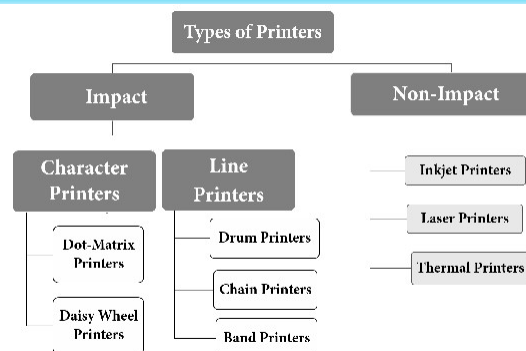 Types of Printers
Impact
Non-Impact
Character
Printers
Line
Printers
Inkjet Printers
Laser Printers
Thermal Printers
Dot-Matrix
Printers
Daisy Wheel
Printers
Drum Printers
Chain Printers
Band Printers